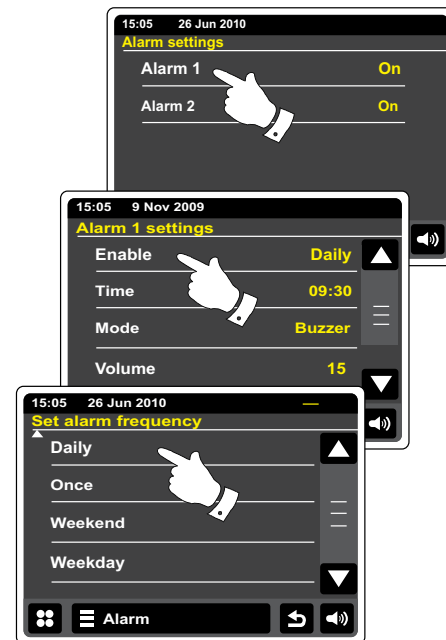 15:05 26 Jun 2010
Alarm settings
Alarm 1 On
Alarm 2 On
15:05 9 Nov 2009
Alarm 1 settings
Enable Daily
Time 09:30
Mode Buzzer
Volume 15
15:05 26 Jun 2010
Set alarm frequency
Daily
Once
Weekend
Weekday
Alarm